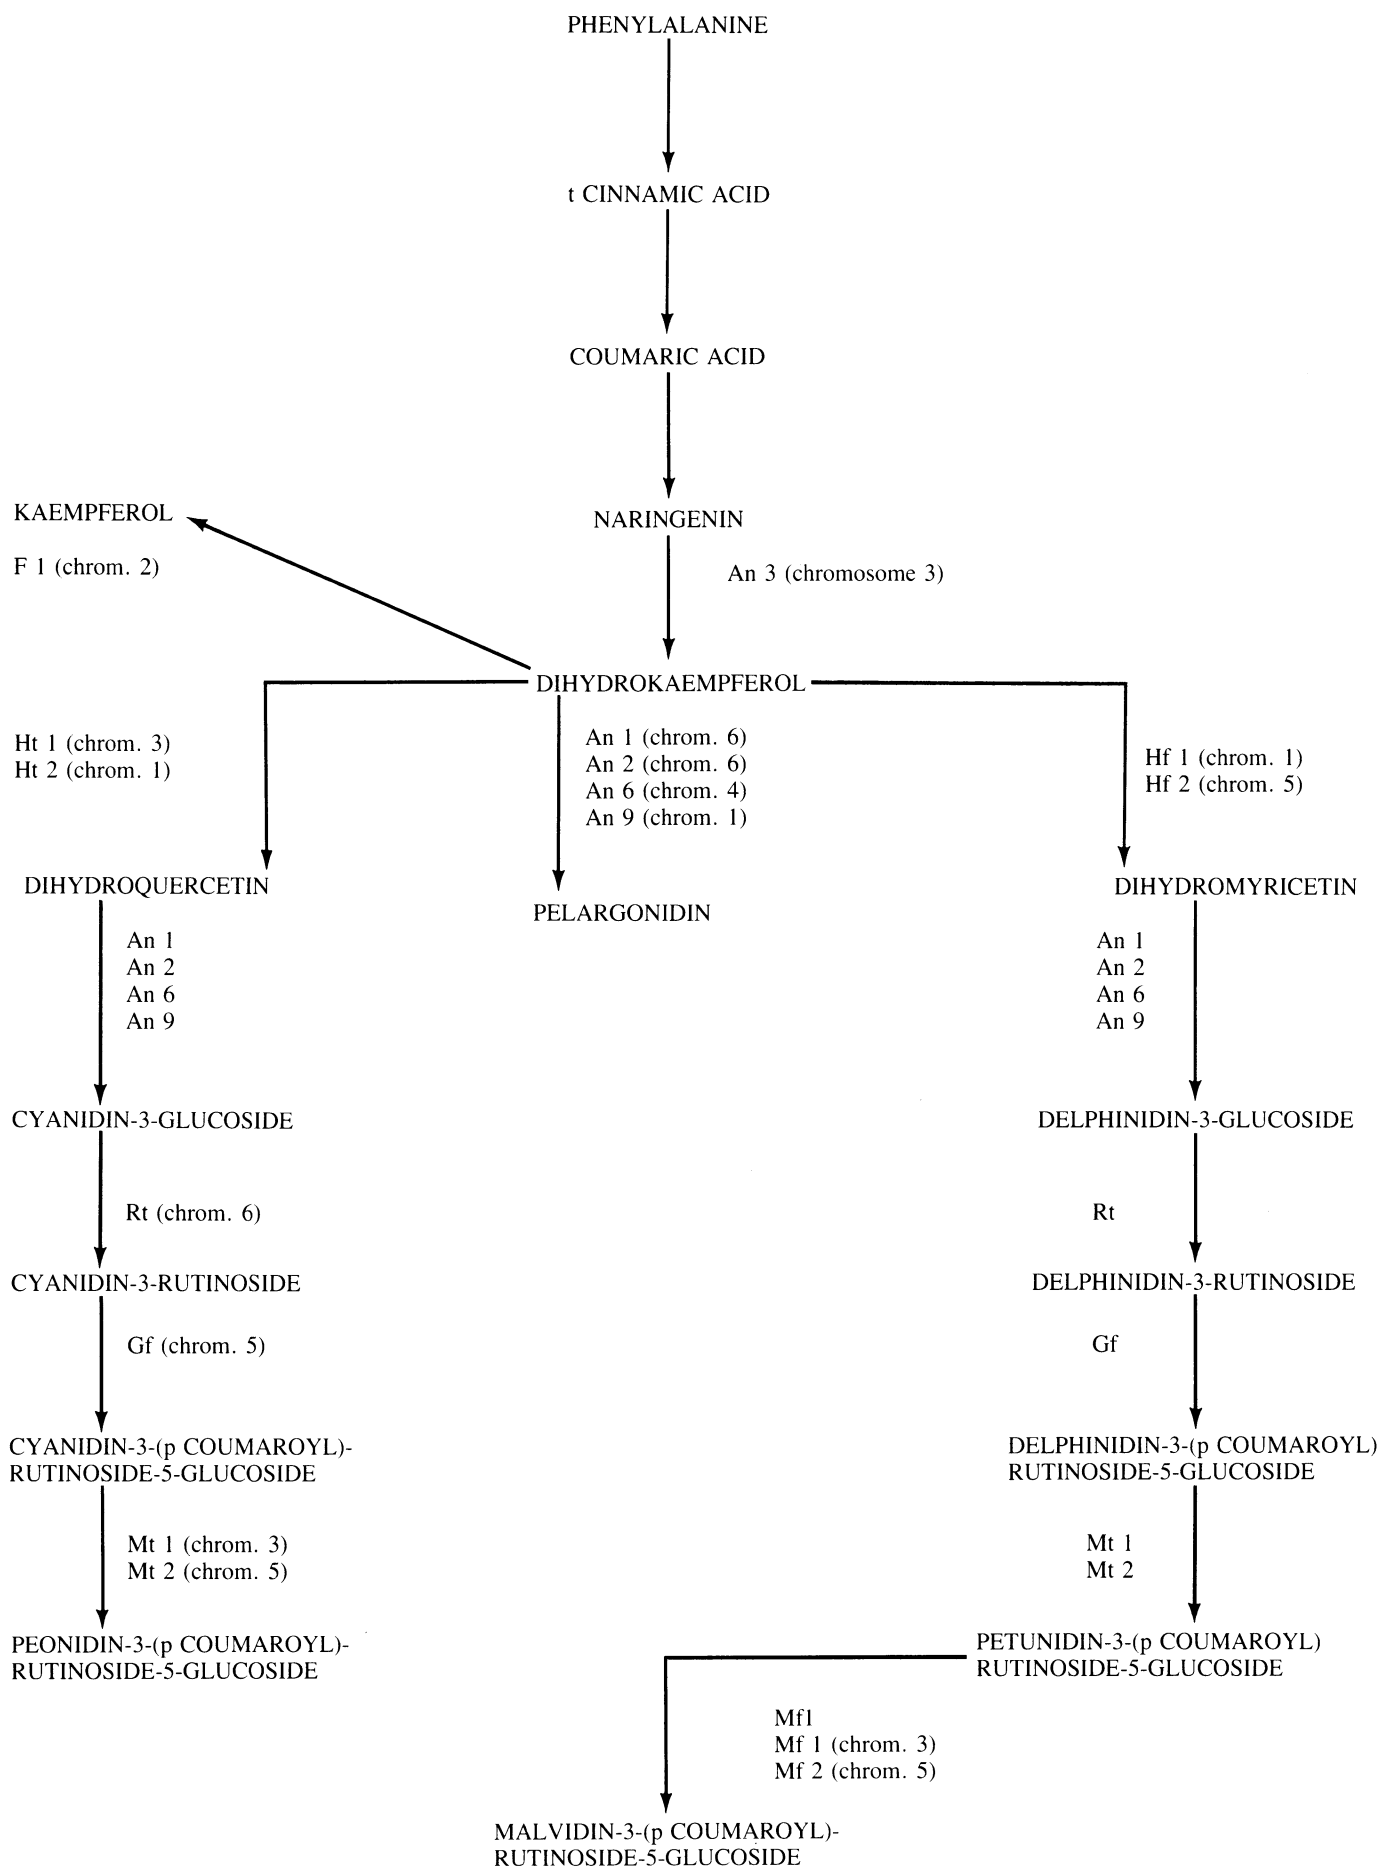 PHENYLALANINE
t CINNAMIC ACID
COUMARIC ACID
KAEMPFEROL
NARINGENIN
F 1 (chrom. 2)
An 3 (chromosome 3)
DIHYDROKAEMPFEROL
Ht 1 (chrom. 3)
Ht 2 (chrom. 1)
An 1 (chrom. 6)
An 2 (chrom. 6)
An 6 (chrom. 4)
An 9 (chrom. 1)
Hf 1 (chrom. 1)
Hf 2 (chrom. 5)
DIHYDROQUERCETIN
PELARGONIDIN
DIHYDROMYRICETIN
An 1
An 2
An 6
An 9
An 1
An 2
An 6
An 9
CYANIDIN-3-GLUCOSIDE
DELPHINIDIN-3-GLUCOSIDE
Rt (chrom. 6)
Rt
CYANIDIN-3-RUTINOSIDE
DELPHINIDIN-3-RUTINOSIDE
Gf (chrom. 5)
Gf
CYANIDIN-3-(p COUMAROYL)-
RUTINOSIDE-5-GLUCOSIDE
DELPHINIDIN-3-(p COUMAROYL)
RUTINOSIDE-5-GLUCOSIDE
Mt 1 (chrom. 3)
Mt 2 (chrom. 5)
Mt 1
Mt 2
PEONIDIN-3-(p COUMAROYL)-
RUTINOSIDE-5-GLUCOSIDE
PETUNIDIN-3-(p COUMAROYL)
RUTINOSIDE-5-GLUCOSIDE
Mf1
Mf 1 (chrom. 3)
Mf 2 (chrom. 5)
MALVIDIN-3-(p COUMAROYL)-
RUTINOSIDE-5-GLUCOSIDE